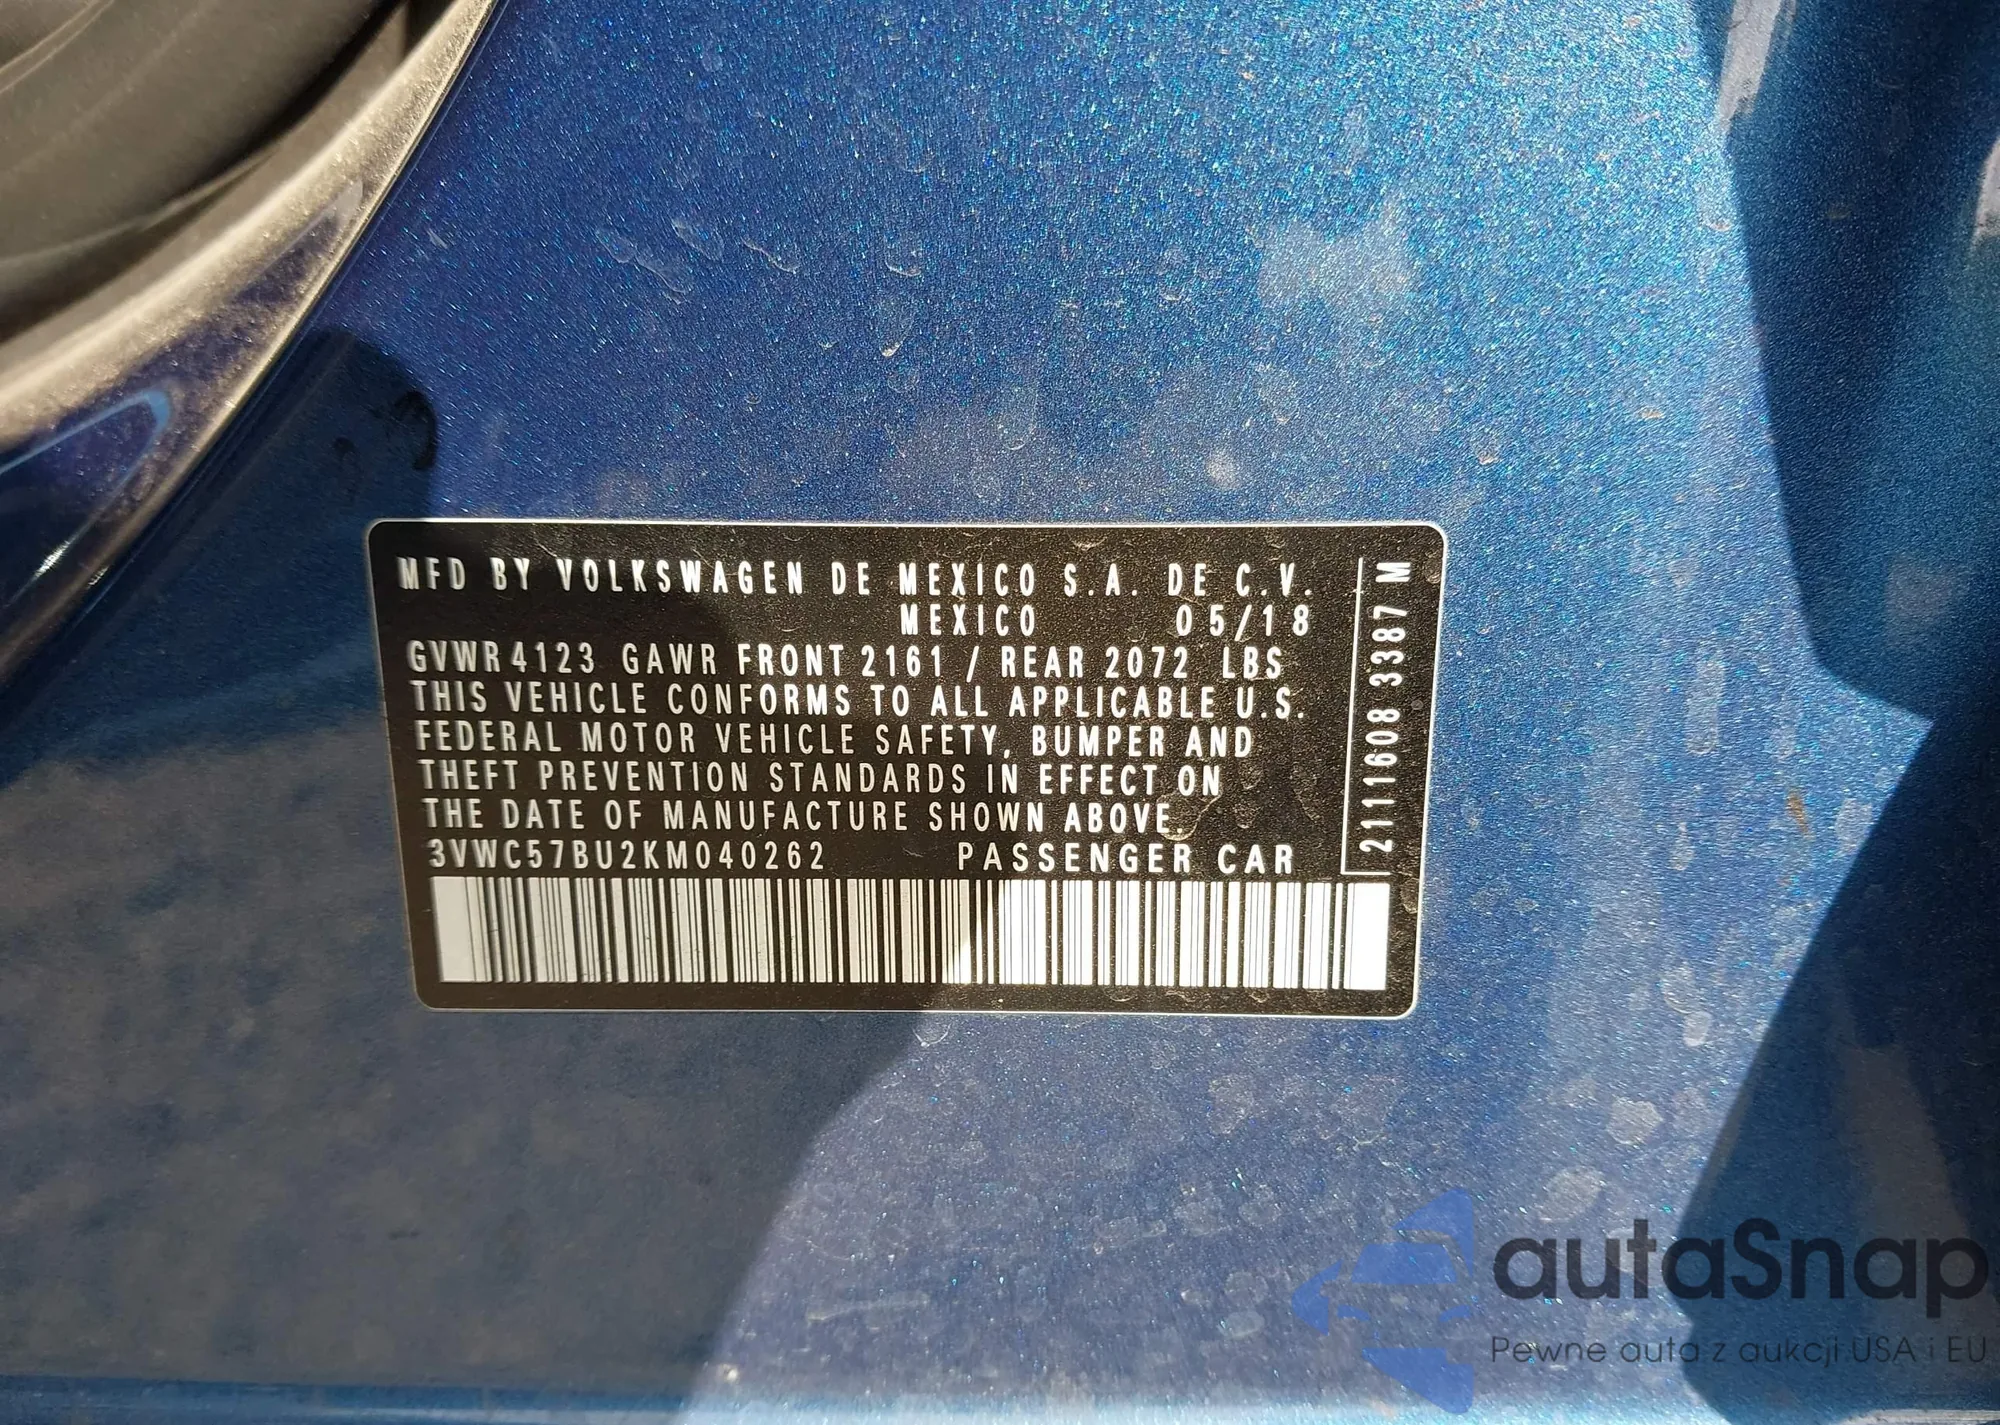 MFD BY VOLKSWAGEN DE MEXICO S.A. DE C.V.
MEXICO 05/18
GVWR 4123 GAWR FRONT 2161 / REAR 2072 LBS
THIS VEHICLE CONFORMS TO ALL APPLICABLE U.S.
FEDERAL MOTOR VEHICLE SAFETY, BUMPER AND
THEFT PREVENTION STANDARDS IN EFFECT ON
THE DATE OF MANUFACTURE SHOWN ABOVE.
3VWC57BU2KM040262 PASSENGER CAR
2111608 3387 M
autaSnap
Pewne auta z aukcji USA i EU